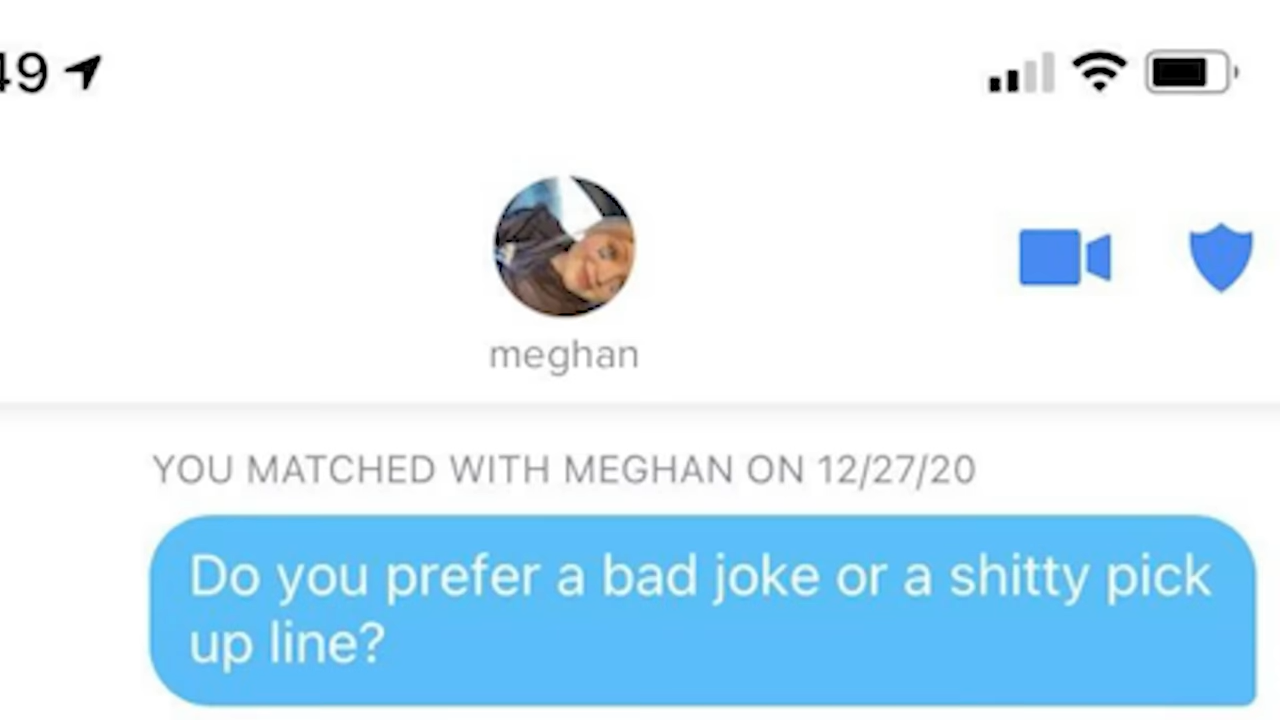 49
meghan
YOU MATCHED WITH MEGHAN ON 12/27/20
Do you prefer a bad joke or a shitty pick
up line?